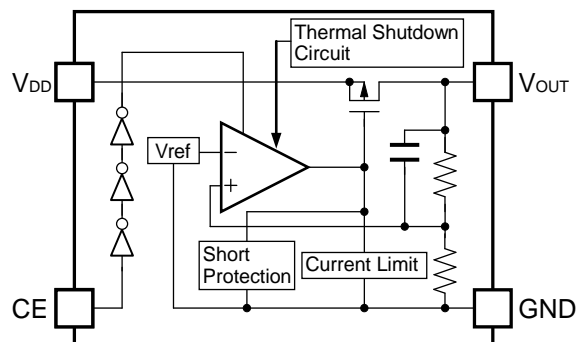 Thermal Shutdown
Circuit
VDD
VOUT
Vref
−
+
Short
Protection
Current Limit
CE
GND